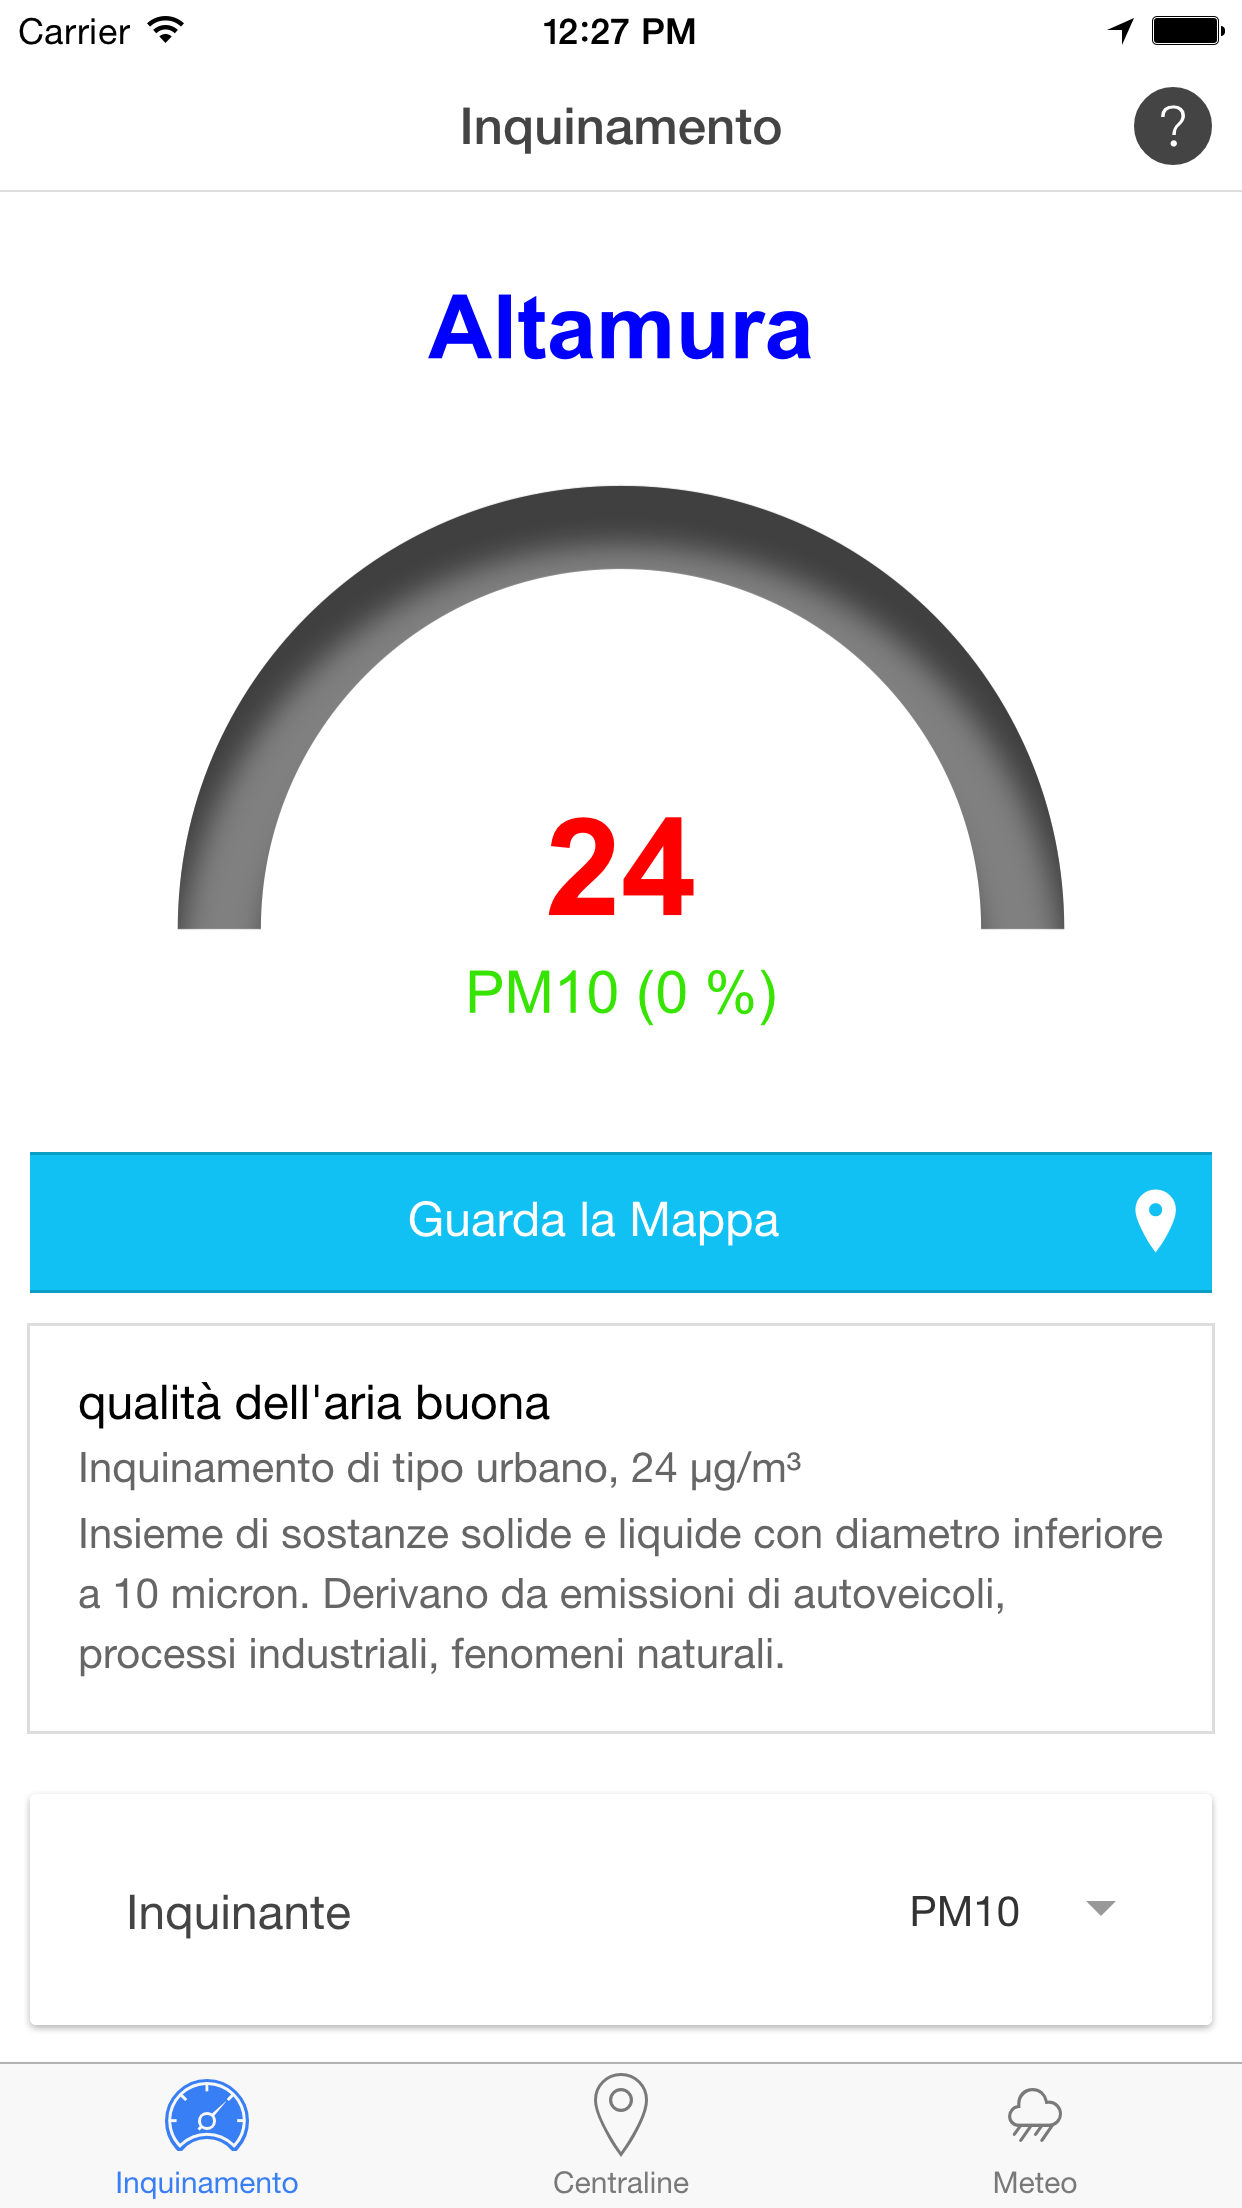 Carrier 12:27 PM
Inquinamento ?
Altamura
24
PM10 (0 %)
Guarda la Mappa
qualità dell'aria buona
Inquinamento di tipo urbano, 24 µg/m³
Insieme di sostanze solide e liquide con diametro inferiore
a 10 micron. Derivano da emissioni di autoveicoli,
processi industriali, fenomeni naturali.
Inquinante PM10
Inquinamento Centraline Meteo